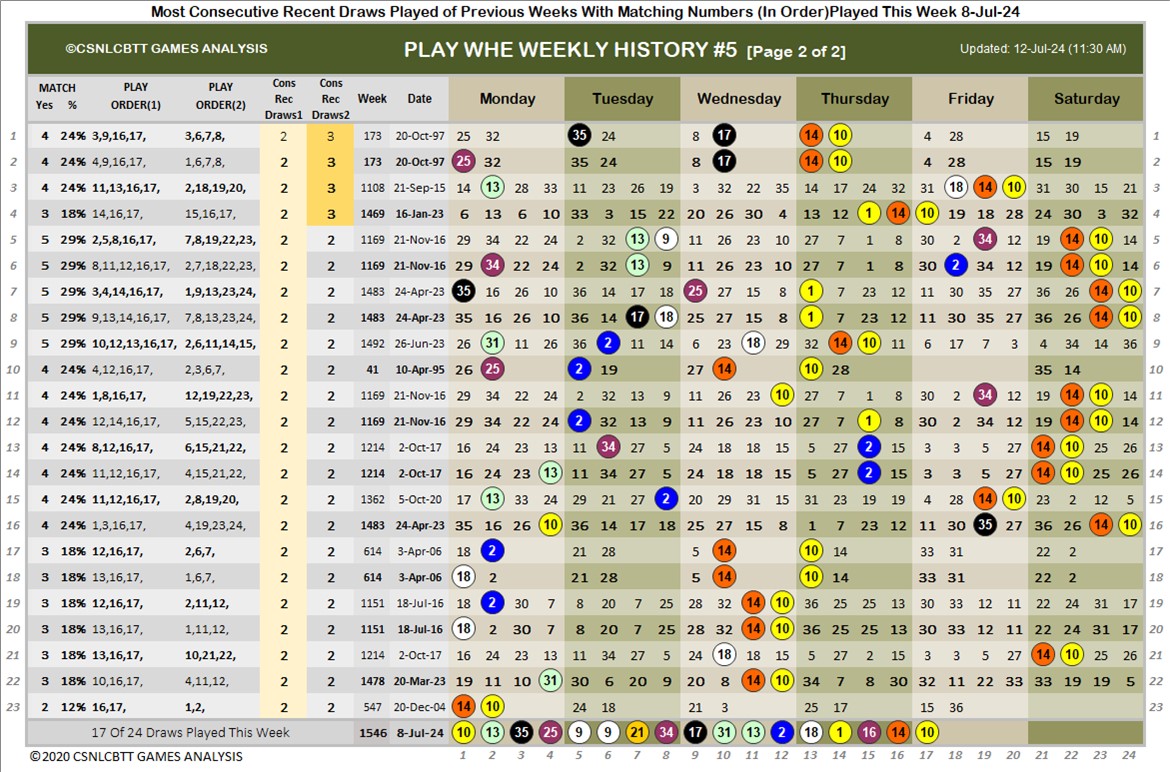 Most Consecutive Recent Draws Played of Previous Weeks With Matching Numbers (In Order)Played This Week 8-Jul-24
©CSNLCBTT GAMES ANALYSIS PLAY WHE WEEKLY HISTORY #5 [Page 2 of 2] Updated: 12-Jul-24 (11:30 AM)
MATCH Yes % PLAY ORDER(1) PLAY ORDER(2) Cons Rec Draws1 Cons Rec Draws2 Week Date Monday Tuesday Wednesday Thursday Friday Saturday
1 4 24% 3,9,16,17, 3,6,7,8, 2 3 173 20-Oct-97 25 32 35 24 8 17 14 10 4 28 15 19 1
2 4 24% 4,9,16,17, 1,6,7,8, 2 3 173 20-Oct-97 25 32 35 24 8 17 14 10 4 28 15 19 2
3 4 24% 11,13,16,17, 2,18,19,20, 2 3 1108 21-Sep-15 14 13 28 33 11 23 26 19 3 32 22 35 14 17 24 32 31 18 14 10 31 30 15 21 3
4 3 18% 14,16,17, 15,16,17, 2 3 1469 16-Jan-23 6 13 6 10 33 3 15 22 20 26 30 4 13 12 1 14 10 19 18 28 24 30 3 32 4
5 5 29% 2,5,8,16,17, 7,8,19,22,23, 2 2 1169 21-Nov-16 29 34 22 24 2 32 13 9 11 26 23 10 27 7 1 8 30 2 34 12 19 14 10 14 5
6 5 29% 8,11,12,16,17, 2,7,18,22,23, 2 2 1169 21-Nov-16 29 34 22 24 2 32 13 9 11 26 23 10 27 7 1 8 30 2 34 12 19 14 10 14 6
7 5 29% 3,4,14,16,17, 1,9,13,23,24, 2 2 1483 24-Apr-23 35 16 26 10 36 14 17 18 25 27 15 8 1 7 23 12 11 30 35 27 36 26 14 10 7
8 5 29% 9,13,14,16,17, 7,8,13,23,24, 2 2 1483 24-Apr-23 35 16 26 10 36 14 17 18 25 27 15 8 1 7 23 12 11 30 35 27 36 26 14 10 8
9 5 29% 10,12,13,16,17, 2,6,11,14,15, 2 2 1492 26-Jun-23 26 31 11 26 36 2 11 14 6 23 18 29 32 14 10 11 6 17 7 3 4 34 14 36 9
10 4 24% 4,12,16,17, 2,3,6,7, 2 2 41 10-Apr-95 26 25 2 19 27 14 10 28 35 14 10
11 4 24% 1,8,16,17, 12,19,22,23, 2 2 1169 21-Nov-16 29 34 22 24 2 32 13 9 11 26 23 10 27 7 1 8 30 2 34 12 19 14 10 14 11
12 4 24% 12,14,16,17, 5,15,22,23, 2 2 1169 21-Nov-16 29 34 22 24 2 32 13 9 11 26 23 10 27 7 1 8 30 2 34 12 19 14 10 14 12
13 4 24% 8,12,16,17, 6,15,21,22, 2 2 1214 2-Oct-17 16 24 23 13 11 34 27 5 24 18 18 15 5 27 2 15 3 3 5 27 14 10 25 26 13
14 4 24% 11,12,16,17, 4,15,21,22, 2 2 1214 2-Oct-17 16 24 23 13 11 34 27 5 24 18 18 15 5 27 2 15 3 3 5 27 14 10 25 26 14
15 4 24% 11,12,16,17, 2,8,19,20, 2 2 1362 5-Oct-20 17 13 33 24 29 21 27 2 20 29 31 15 31 23 19 19 4 28 14 10 23 2 12 5 15
16 4 24% 1,3,16,17, 4,19,23,24, 2 2 1483 24-Apr-23 35 16 26 10 36 14 17 18 25 27 15 8 1 7 23 12 11 30 35 27 36 26 14 10 16
17 3 18% 12,16,17, 2,6,7, 2 2 614 3-Apr-06 18 2 21 28 5 14 10 14 33 31 22 2 17
18 3 18% 13,16,17, 1,6,7, 2 2 614 3-Apr-06 18 2 21 28 5 14 10 14 33 31 22 2 18
19 3 18% 12,16,17, 2,11,12, 2 2 1151 18-Jul-16 18 2 30 7 8 20 7 25 28 32 14 10 36 25 25 13 30 33 12 11 22 24 31 17 19
20 3 18% 13,16,17, 1,11,12, 2 2 1151 18-Jul-16 18 2 30 7 8 20 7 25 28 32 14 10 36 25 25 13 30 33 12 11 22 24 31 17 20
21 3 18% 13,16,17, 10,21,22, 2 2 1214 2-Oct-17 16 24 23 13 11 34 27 5 24 18 18 15 5 27 2 15 3 3 5 27 14 10 25 26 21
22 3 18% 10,16,17, 4,11,12, 2 2 1478 20-Mar-23 19 11 10 31 30 6 20 9 20 8 14 10 34 7 8 30 32 11 22 33 33 19 19 5 22
23 2 12% 16,17, 1,2, 2 2 547 20-Dec-04 14 10 24 18 21 3 25 17 15 36 23
17 Of 24 Draws Played This Week 1546 8-Jul-24 10 13 35 25 9 9 21 34 17 31 13 2 18 1 16 14 10
©2020 CSNLCBTT GAMES ANALYSIS 1 2 3 4 5 6 7 8 9 10 11 12 13 14 15 16 17 18 19 20 21 22 23 24